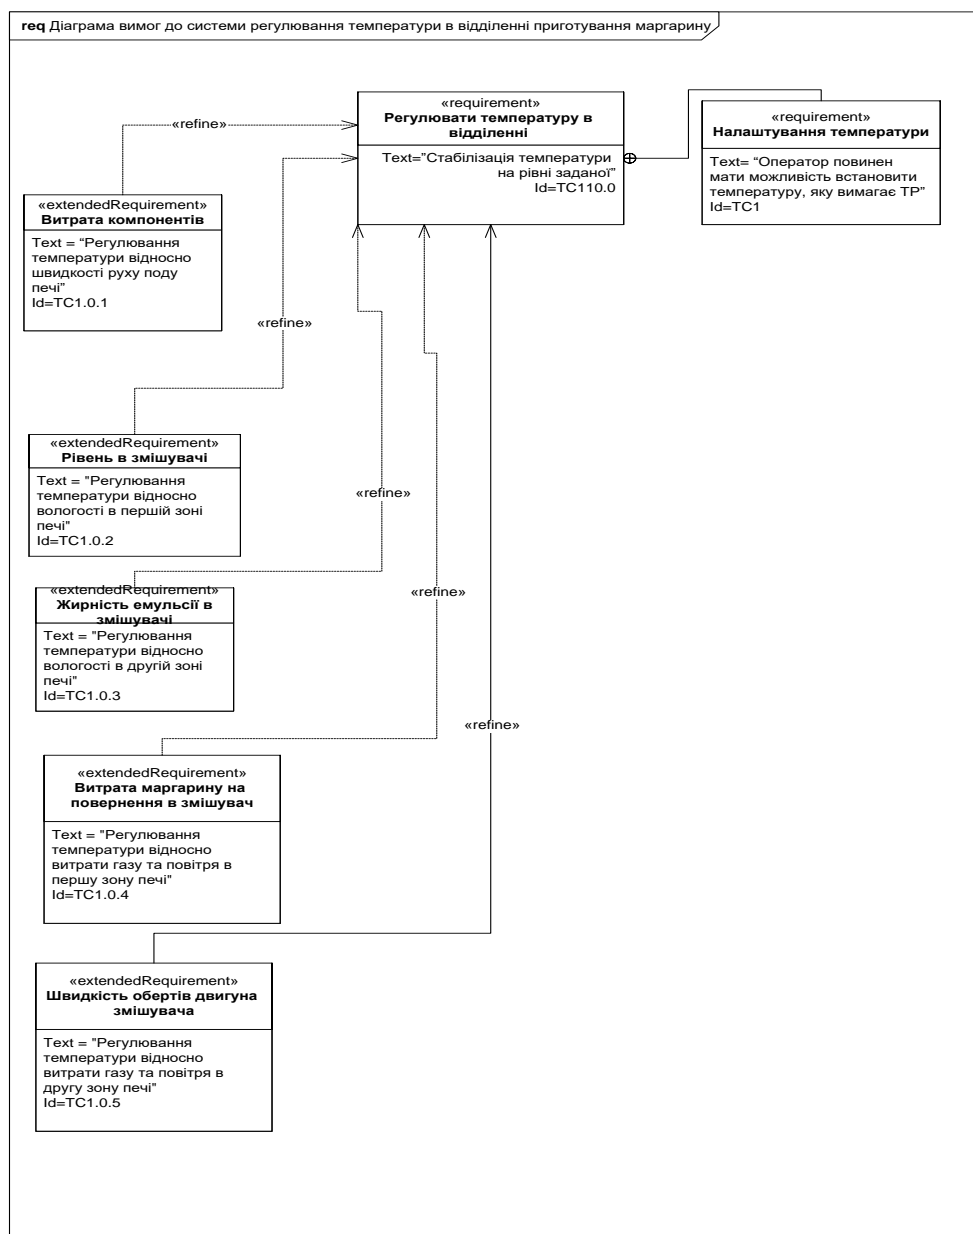 req Діаграма вимог до системи регулювання температури в відділенні приготування маргарину
«requirement»
Регулювати температуру в
відділенні
Text="Стабілізація температури
на рівні заданої”
Id=TC110.0
«requirement»
Налаштування температури
Text= “Оператор повинен
мати можливість встановити
температуру, яку вимагає ТР”
Id=TC1
«refine»
«extendedRequirement»
Витрата компонентів
Text = “Регулювання
температури відносно
швидкості руху поду
печі”
Id=TC1.0.1
«refine»
«extendedRequirement»
Рівень в змішувачі
Text = "Регулювання
температури відносно
вологості в першій зоні
печі"
Id=TC1.0.2
«refine»
«extendedRequirement»
Жирність емульсії в
змішувачі
Text = "Регулювання
температури відносно
вологості в другій зоні
печі"
Id=TC1.0.3
«refine»
«extendedRequirement»
Витрата маргарину на
повернення в змішувач
Text = "Регулювання
температури відносно
витрати газу та повітря в
першу зону печі"
Id=TC1.0.4
«refine»
«extendedRequirement»
Швидкість обертів двигуна
змішувача
Text = "Регулювання
температури відносно
витрати газу та повітря в
другу зону печі"
Id=TC1.0.5